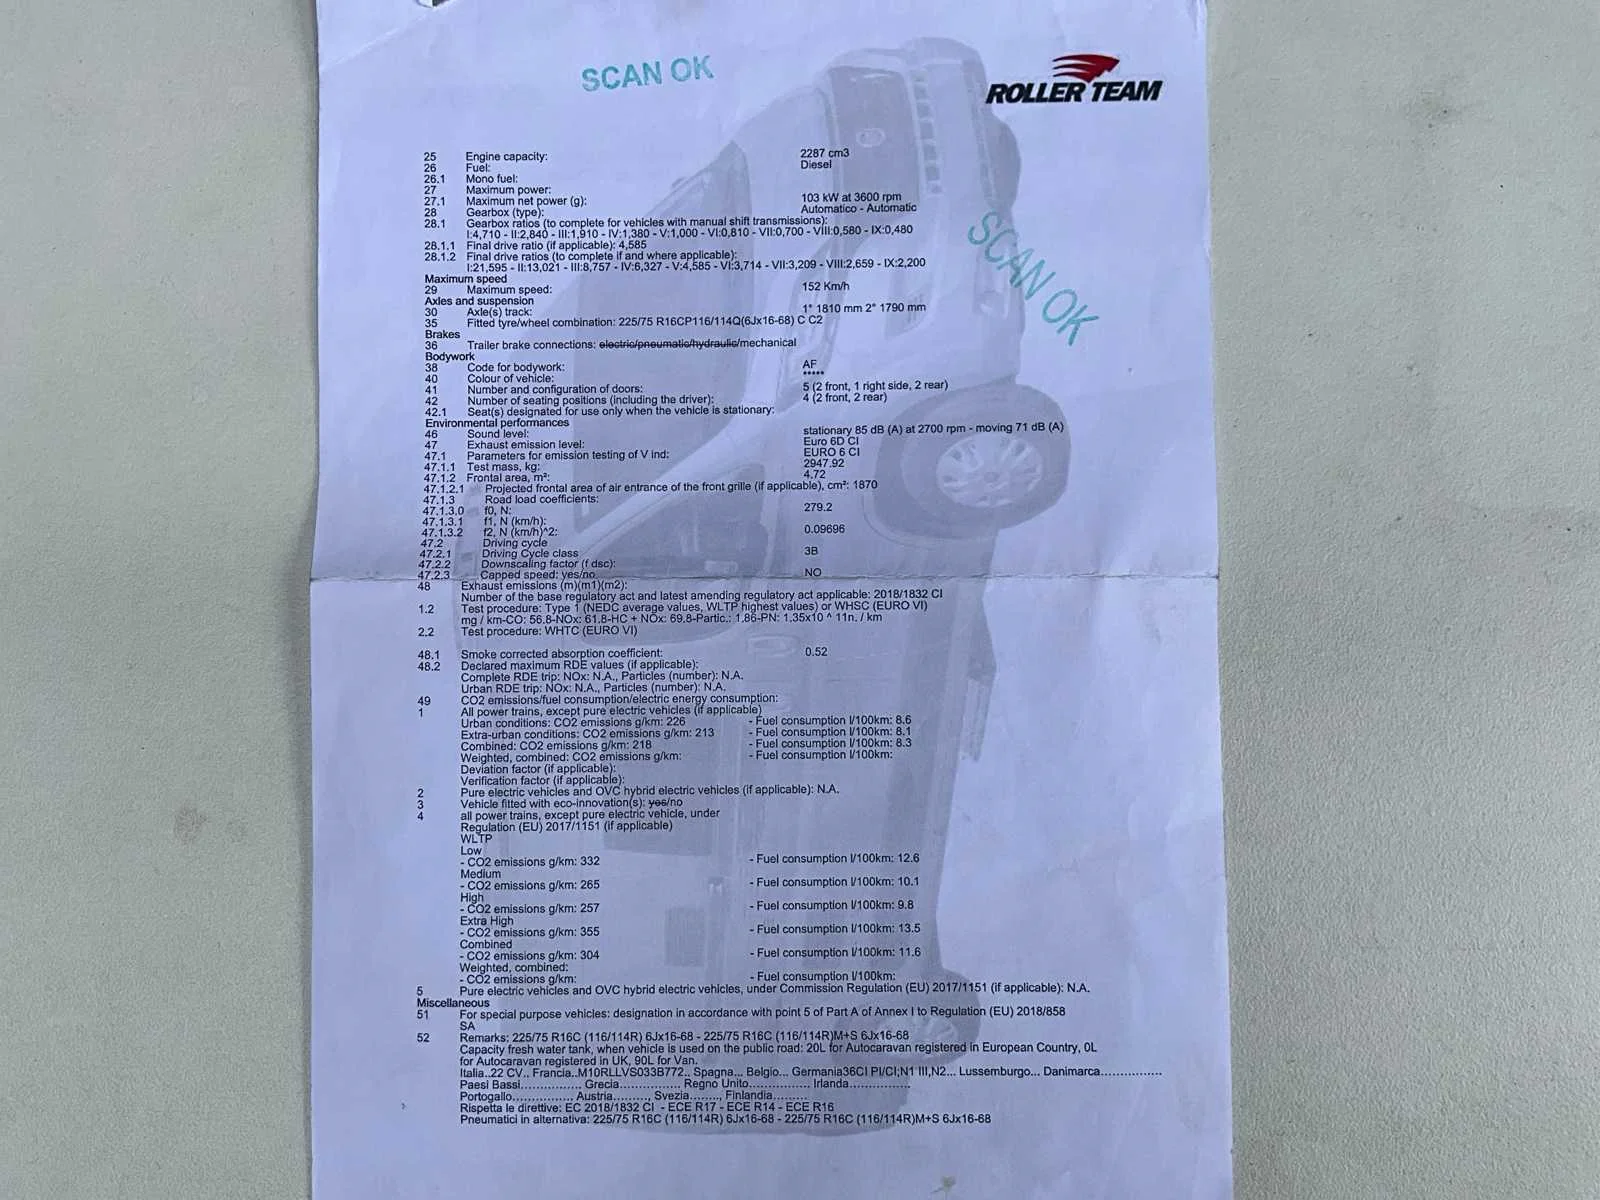 SCAN OK
ROLLER TEAM
25 Engine capacity: 2287 cm3
26 Fuel: Diesel
26.1 Mono fuel:
27 Maximum power:
27.1 Maximum net power (g): 103 kW at 3600 rpm
28 Gearbox (type): Automatico - Automatic
28.1 Gearbox ratios (to complete for vehicles with manual shift transmissions):
I:4,710 - II:2,840 - III:1,910 - IV:1,380 - V:1,000 - VI:0,810 - VII:0,700 - VIII:0,580 - IX:0,480
28.1.1 Final drive ratio (if applicable): 4,585
28.1.2 Final drive ratios (to complete if and where applicable):
I:21,595 - II:13,021 - III:8,757 - IV:6,327 - V:4,585 - VI:3,714 - VII:3,209 - VIII:2,659 - IX:2,200
SCAN OK
Maximum speed
29 Maximum speed: 152 Km/h
Axles and suspension
30 Axle(s) track: 1° 1810 mm 2° 1790 mm
35 Fitted tyre/wheel combination: 225/75 R16CP116/114Q(6Jx16-68) C C2
Brakes
36 Trailer brake connections: electric/pneumatic/hydraulic/mechanical
Bodywork
38 Code for bodywork: AF
40 Colour of vehicle: *****
41 Number and configuration of doors: 5 (2 front, 1 right side, 2 rear)
42 Number of seating positions (including the driver): 4 (2 front, 2 rear)
42.1 Seat(s) designated for use only when the vehicle is stationary:
Environmental performances
46 Sound level: stationary 85 dB (A) at 2700 rpm - moving 71 dB (A)
47 Exhaust emission level: Euro 6D CI
47.1 Parameters for emission testing of V ind: EURO 6 CI
47.1.1 Test mass, kg: 2947.92
47.1.2 Frontal area, m²: 4.72
47.1.2.1 Projected frontal area of air entrance of the front grille (if applicable), cm²: 1870
47.1.3 Road load coefficients:
47.1.3.0 f0, N: 279.2
47.1.3.1 f1, N (km/h):
47.1.3.2 f2, N (km/h)^2: 0.09696
47.2 Driving cycle
47.2.1 Driving Cycle class 3B
47.2.2 Downscaling factor (f dsc):
47.2.3 Capped speed: yes/no NO
48 Exhaust emissions (m)(m1)(m2):
Number of the base regulatory act and latest amending regulatory act applicable: 2018/1832 CI
1.2 Test procedure: Type 1 (NEDC average values, WLTP highest values) or WHSC (EURO VI)
mg / km-CO: 56.8-NOx: 61.8-HC + NOx: 69.8-Partic.: 1.86-PN: 1.35x10 ^ 11n. / km
2.2 Test procedure: WHTC (EURO VI)
48.1 Smoke corrected absorption coefficient: 0.52
48.2 Declared maximum RDE values (if applicable):
Complete RDE trip: NOx: N.A., Particles (number): N.A.
Urban RDE trip: NOx: N.A., Particles (number): N.A.
49 CO2 emissions/fuel consumption/electric energy consumption:
1 All power trains, except pure electric vehicles (if applicable)
Urban conditions: CO2 emissions g/km: 226 - Fuel consumption l/100km: 8.6
Extra-urban conditions: CO2 emissions g/km: 213 - Fuel consumption l/100km: 8.1
Combined: CO2 emissions g/km: 218 - Fuel consumption l/100km: 8.3
Weighted, combined: CO2 emissions g/km: - Fuel consumption l/100km:
Deviation factor (if applicable):
Verification factor (if applicable):
2 Pure electric vehicles and OVC hybrid electric vehicles (if applicable): N.A.
3 Vehicle fitted with eco-innovation(s): yes/no
4 all power trains, except pure electric vehicle, under
Regulation (EU) 2017/1151 (if applicable)
WLTP
Low
- CO2 emissions g/km: 332 - Fuel consumption l/100km: 12.6
Medium
- CO2 emissions g/km: 265 - Fuel consumption l/100km: 10.1
High
- CO2 emissions g/km: 257 - Fuel consumption l/100km: 9.8
Extra High
- CO2 emissions g/km: 355 - Fuel consumption l/100km: 13.5
Combined
- CO2 emissions g/km: 304 - Fuel consumption l/100km: 11.6
Weighted, combined:
- CO2 emissions g/km: - Fuel consumption l/100km:
5 Pure electric vehicles and OVC hybrid electric vehicles, under Commission Regulation (EU) 2017/1151 (if applicable): N.A.
Miscellaneous
51 For special purpose vehicles: designation in accordance with point 5 of Part A of Annex I to Regulation (EU) 2018/858
SA
52 Remarks: 225/75 R16C (116/114R) 6Jx16-68 - 225/75 R16C (116/114R)M+S 6Jx16-68
Capacity fresh water tank, when vehicle is used on the public road: 20L for Autocaravan registered in European Country, 0L
for Autocaravan registered in UK, 90L for Van.
Italia..22 CV.. Francia..M10RLLVS033B772.. Spagna... Belgio... Germania36CI PI/CI;N1 III,N2... Lussemburgo... Danimarca...............
Paesi Bassi............... Grecia............... Regno Unito............... Irlanda...............
Portogallo..............., Austria........., Svezia......., Finlandia.........
Rispetta le direttive: EC 2018/1832 CI - ECE R17 - ECE R14 - ECE R16
Pneumatici in alternativa: 225/75 R16C (116/114R) 6Jx16-68 - 225/75 R16C (116/114R)M+S 6Jx16-68